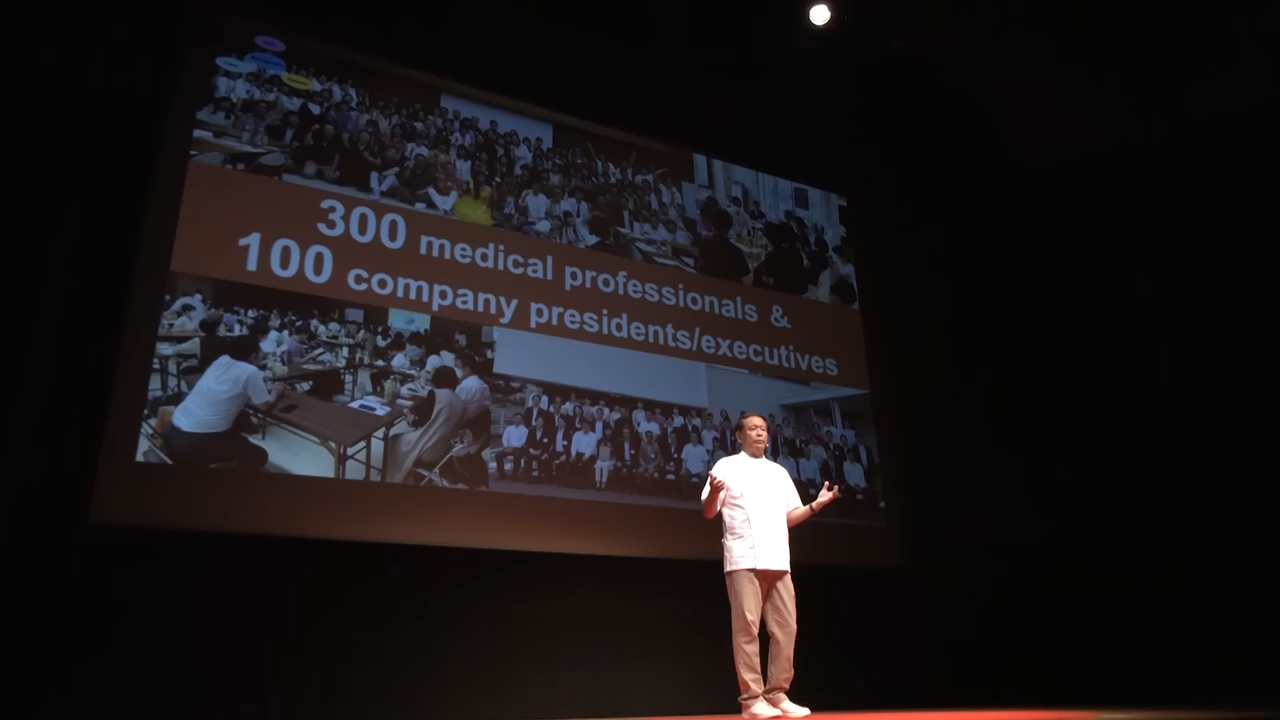 300 medical professionals &
100 company presidents/executives